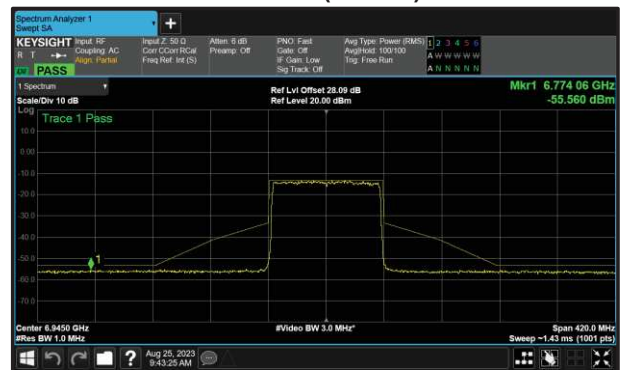 Spectrum Analyzer 1
Swept SA
+
KEYSIGHT
R T
PASS
Input: RF
Coupling: AC
Align: Partial
Input Z: 50 Ω
Corr CCorr RCal
Freq Ref: Int (S)
Atten: 6 dB
Preamp: Off
PNO: Fast
Gate: Off
IF Gain: Low
Sig Track: Off
Avg Type: Power (RMS)
Avg|Hold: 100/100
Trig: Free Run
1 2 3 4 5 6
A W W W W W
A N N N N N
1 Spectrum
Scale/Div 10 dB
Ref Lvl Offset 28.09 dB
Ref Level 20.00 dBm
Mkr1 6.774 06 GHz
-55.560 dBm
Log
Trace 1 Pass
10.0
0.00
-10.0
-20.0
-30.0
-40.0
-50.0
-60.0
-70.0
1
Center 6.9450 GHz
#Res BW 1.0 MHz
#Video BW 3.0 MHz*
Span 420.0 MHz
Sweep ~1.43 ms (1001 pts)
?
Aug 25, 2023
9:43:25 AM